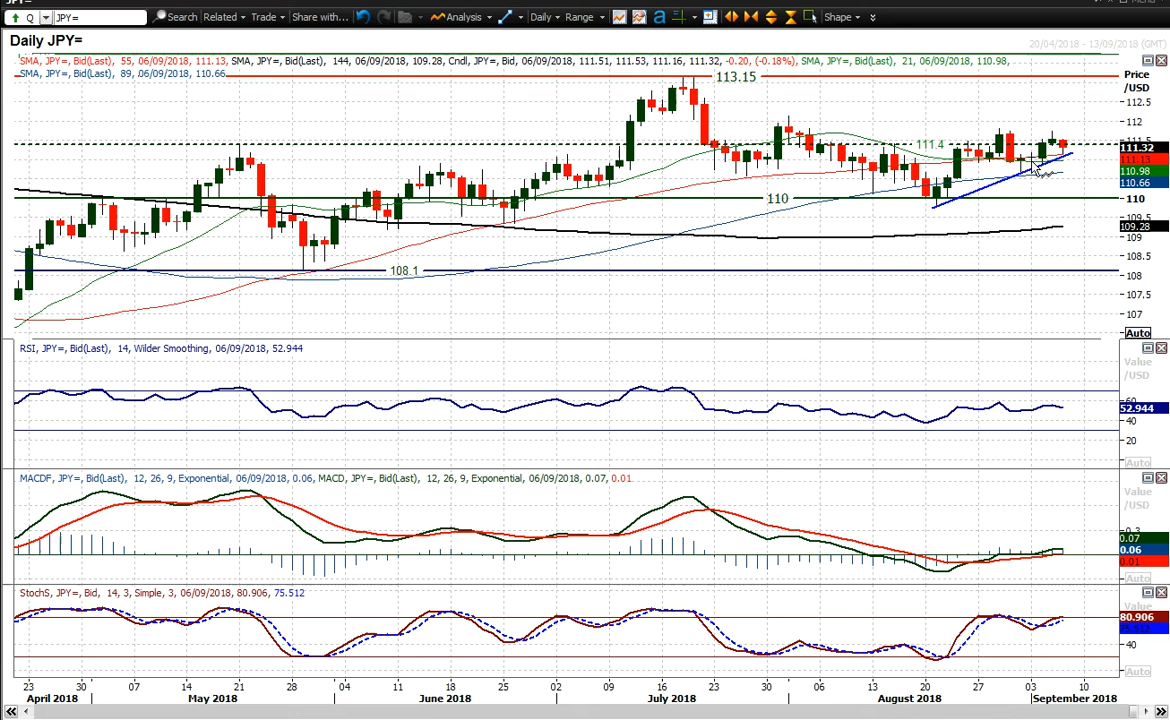 JPY=
Q JPY= Search Related Trade Share with... Analysis Daily Range a Shape
Daily JPY=
20/04/2018 - 13/09/2018 (GMT)
SMA, JPY=, Bid(Last), 55, 06/09/2018, 111.13, SMA, JPY=, Bid(Last), 144, 06/09/2018, 109.28, Cndl, JPY=, Bid, 06/09/2018, 111.51, 111.53, 111.16, 111.32, -0.20, (-0.18%), SMA, JPY=, Bid(Last), 21, 06/09/2018, 110.98,
SMA, JPY=, Bid(Last), 89, 06/09/2018, 110.66
Price
/USD
113.15
112.5
112
111.5
111.4
111.32
111.13
110.98
110.66
110
110
109.5
109.28
109
108.5
108.1
108
107.5
107
Auto
RSI, JPY=, Bid(Last), 14, Wilder Smoothing, 06/09/2018, 52.944
Value
/USD
60
52.944
40
20
Auto
MACDF, JPY=, Bid(Last), 12, 26, 9, Exponential, 06/09/2018, 0.06, MACD, JPY=, Bid(Last), 12, 26, 9, Exponential, 06/09/2018, 0.07, 0.01
Value
/USD
0.3
0.07
0.06
0.01
Auto
StochS, JPY=, Bid, 14, 3, Simple, 3, 06/09/2018, 80.906, 75.512
Value
/USD
80.906
75.512
40
Auto
23 30 07 14 21 28 04 11 18 25 02 09 16 23 30 06 13 20 27 03 10
April 2018 May 2018 June 2018 July 2018 August 2018 September 2018